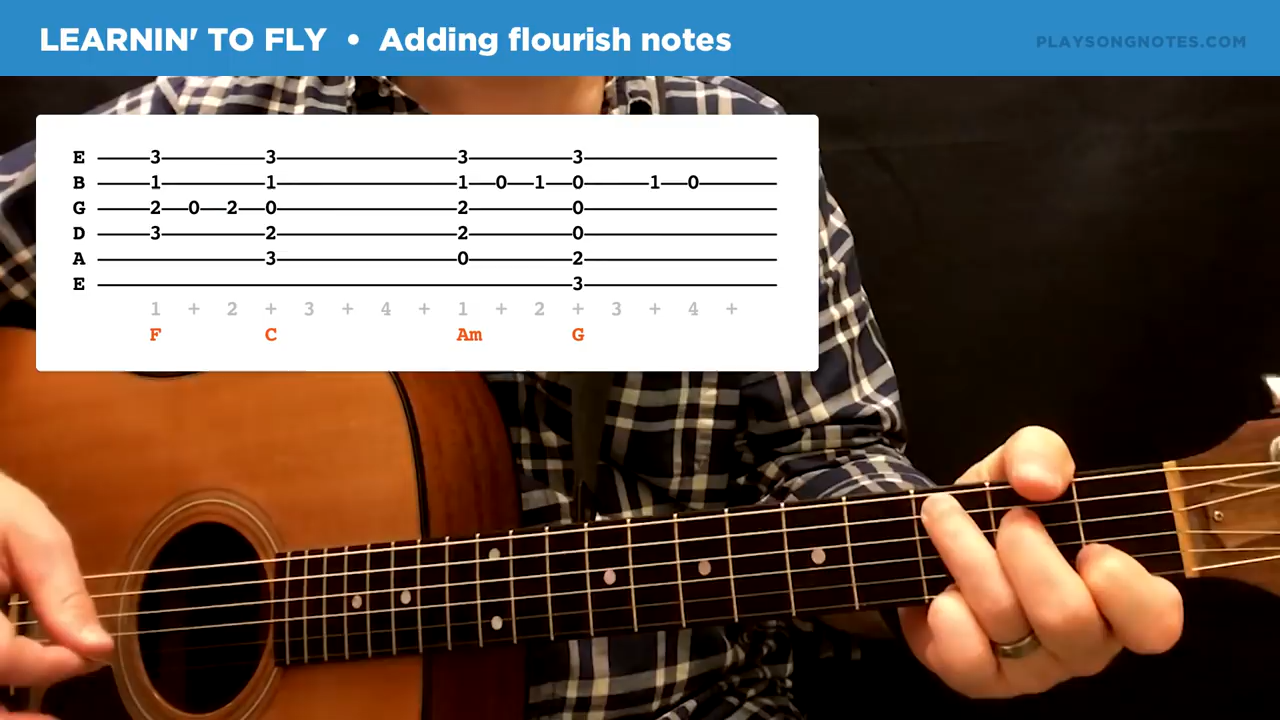 LEARNIN' TO FLY • Adding flourish notes
PLAYSONGNOTES.COM
E 3 3 3 3
B 1 1 1 0 1 0 1 0
G 2 0 2 0 2 0
D 3 2 2 0
A 3 0 2
E 3
1 + 2 + 3 + 4 + 1 + 2 + 3 + 4 +
F C Am G